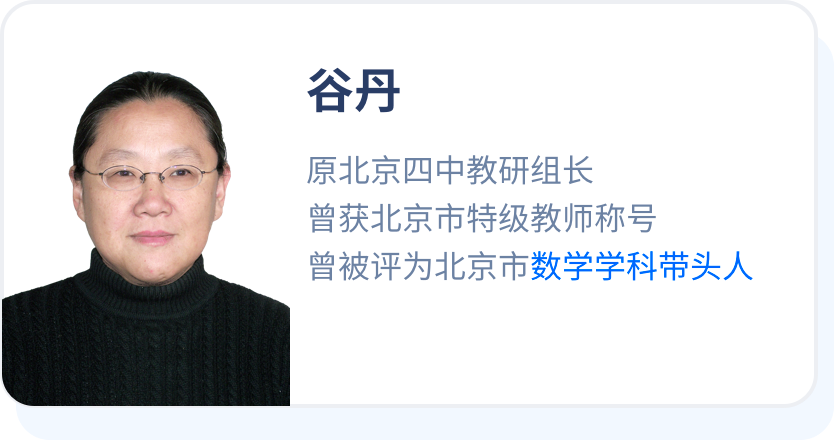 谷丹
原北京四中教研组长
曾获北京市特级教师称号
曾被评为北京市数学学科带头人